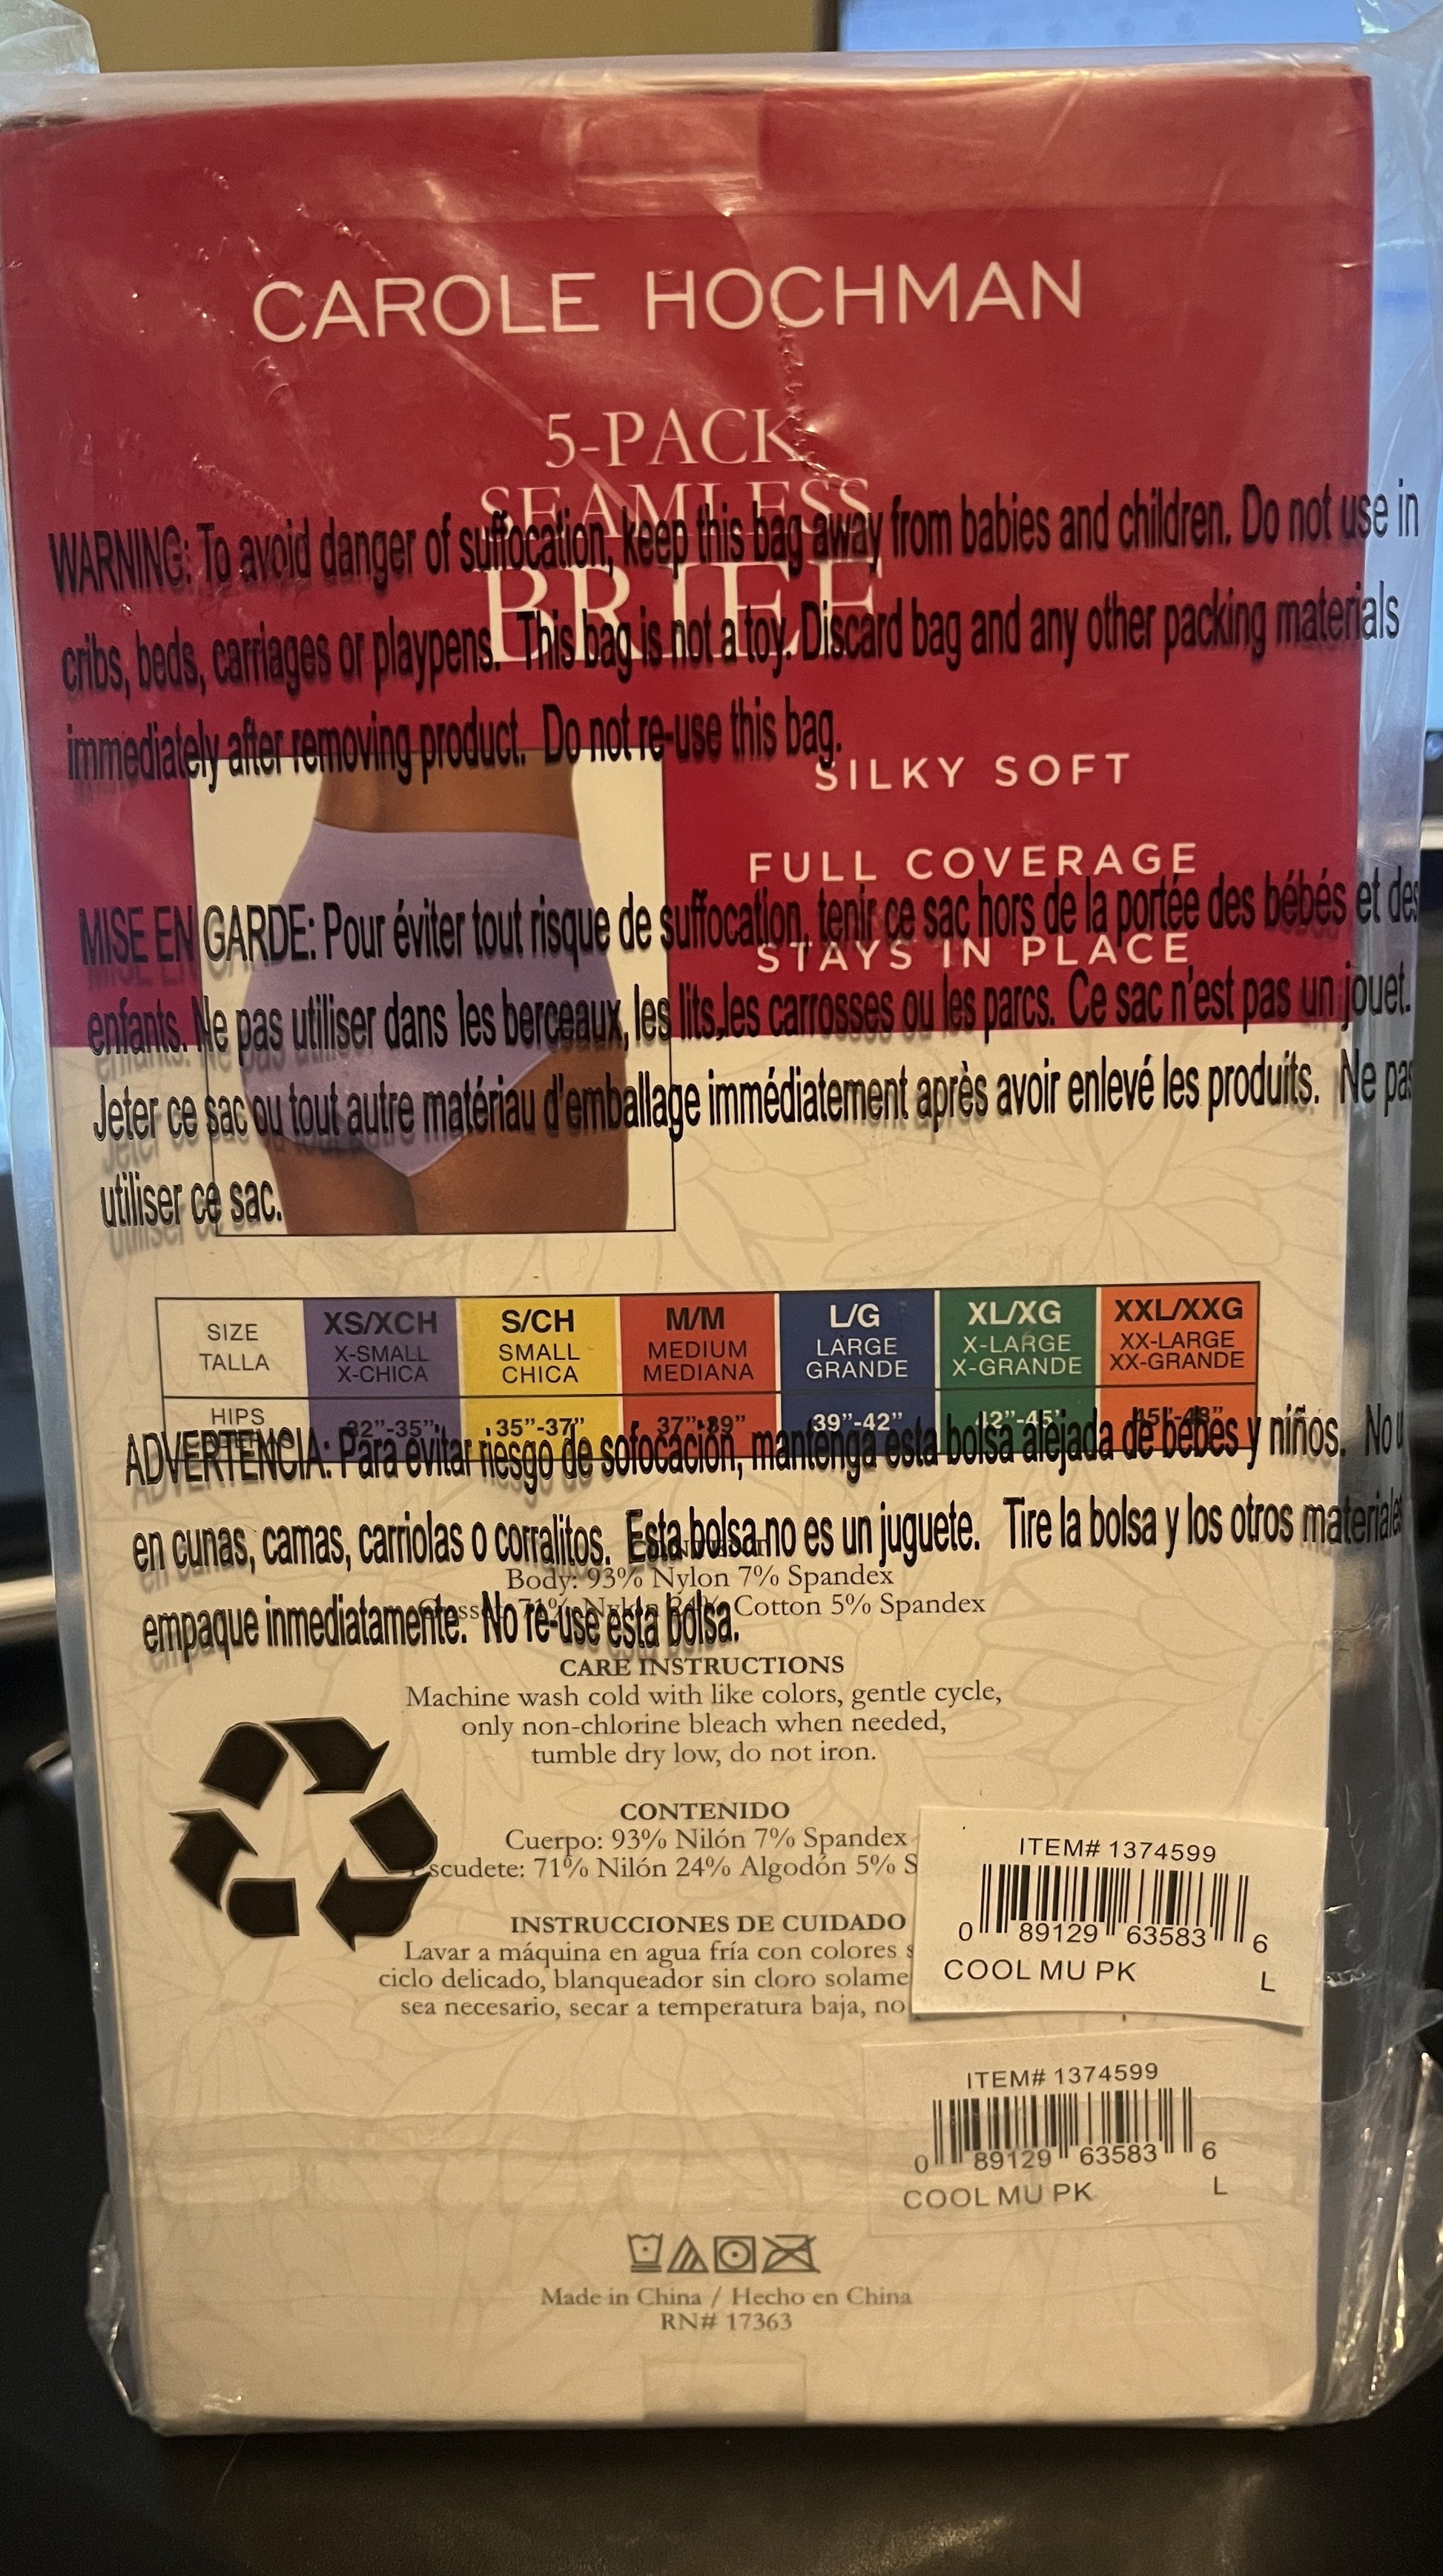 CAROLE HOCHMAN
5-PACK
SEAMLESS
BRIEF
WARNING: To avoid danger of suffocation, keep this bag away from babies and children. Do not use in
cribs, beds, carriages or playpens. This bag is not a toy. Discard bag and any other packing materials
immediately after removing product. Do not re-use this bag.
SILKY SOFT
FULL COVERAGE
STAYS IN PLACE
MISE EN GARDE: Pour éviter tout risque de suffocation, tenir ce sac hors de la portée des bébés et des
enfants. Ne pas utiliser dans les berceaux, les lits,les carrosses ou les parcs. Ce sac n'est pas un jouet.
Jeter ce sac ou tout autre matériau d'emballage immédiatement après avoir enlevé les produits. Ne pas
utiliser ce sac.
SIZE TALLA
XS/XCH X-SMALL X-CHICA
S/CH SMALL CHICA
M/M MEDIUM MEDIANA
L/G LARGE GRANDE
XL/XG X-LARGE X-GRANDE
XXL/XXG XX-LARGE XX-GRANDE
HIPS 32"-35" 35"-37" 37"-39" 39"-42" 42"-45" 45"-48"
ADVERTENCIA: Para evitar riesgo de sofocación, mantenga esta bolsa alejada de bebes y niños. No
en cunas, camas, carriolas o corralitos. Esta bolsa no es un juguete. Tire la bolsa y los otros materiales
empaque inmediatamente. No re-use esta bolsa.
Body: 93% Nylon 7% Spandex
71% Nylon 24% Cotton 5% Spandex
CARE INSTRUCTIONS
Machine wash cold with like colors, gentle cycle,
only non-chlorine bleach when needed,
tumble dry low, do not iron.
CONTENIDO
Cuerpo: 93% Nilón 7% Spandex
Escudete: 71% Nilón 24% Algodón 5% S
INSTRUCCIONES DE CUIDADO
Lavar a máquina en agua fría con colores s
ciclo delicado, blanqueador sin cloro solame
sea necesario, secar a temperatura baja, no
ITEM# 1374599
0 89129 63583 6
COOL MU PK L
ITEM# 1374599
0 89129 63583 6
COOL MU PK L
Made in China / Hecho en China
RN# 17363